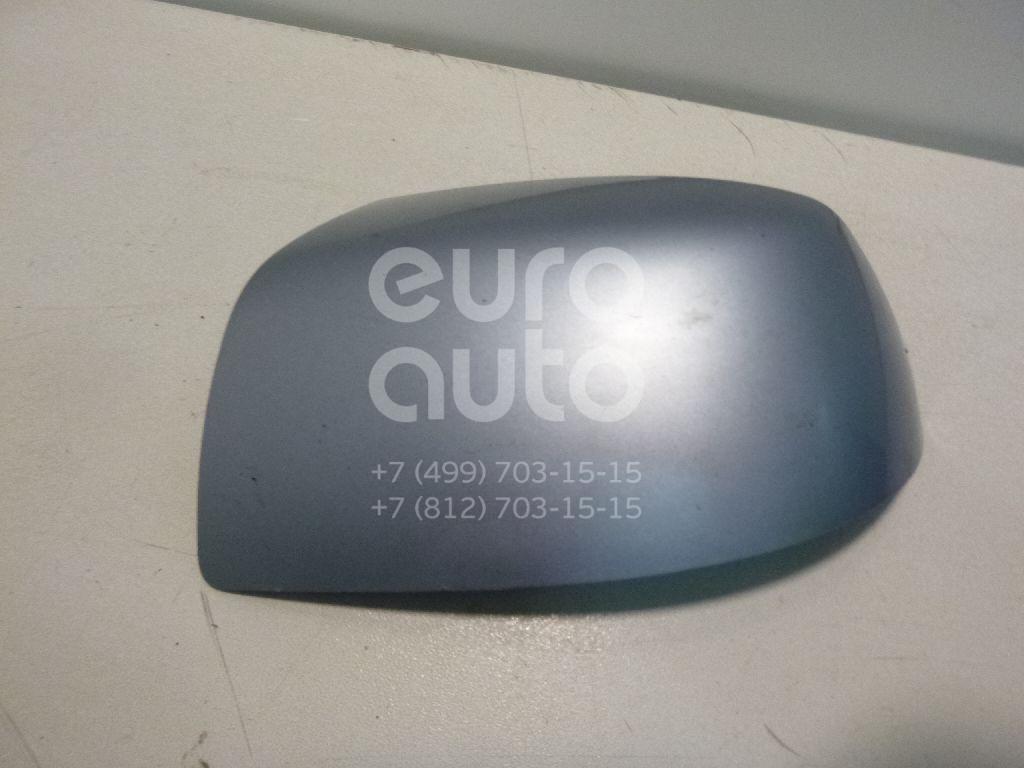 euro
auto
+7 (499) 703-15-15
+7 (812) 703-15-15